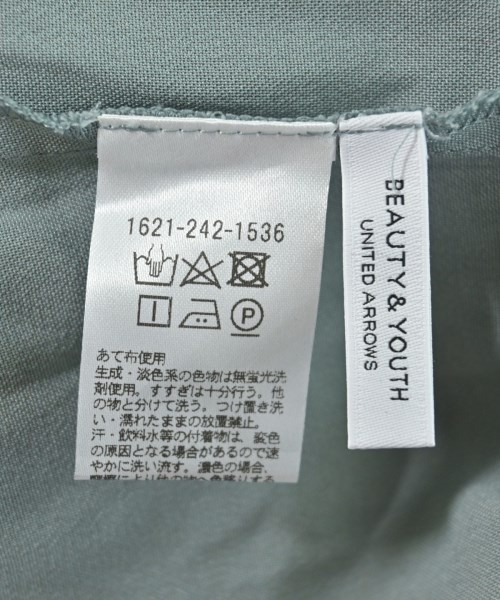 1621-242-1536
あて布使用
生成・淡色系の色物は無蛍光洗
剤使用。すすぎは十分行う。他
の物と分けて洗う。つけ置き洗
い・濡れたままの放置禁止。
汗・飲料水等の付着物は、変色
の原因となる場合があるので速
やかに洗い流す。濃色の場合、
BEAUTY & YOUTH
UNITED ARROWS